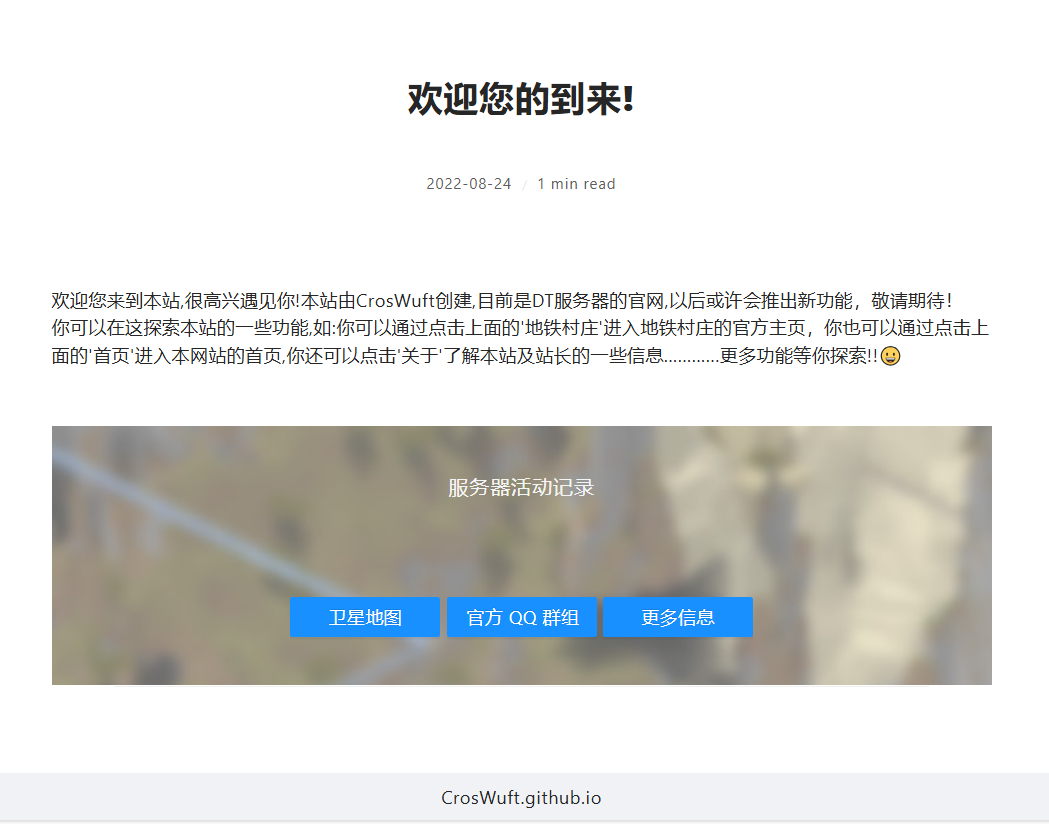 欢迎您的到来!
2022-08-24 / 1 min read
欢迎您来到本站,很高兴遇见你!本站由CrosWuft创建,目前是DT服务器的官网,以后或许会推出新功能，敬请期待！
你可以在这探索本站的一些功能,如:你可以通过点击上面的'地铁村庄'进入地铁村庄的官方主页，你也可以通过点击上
面的'首页'进入本网站的首页,你还可以点击'关于'了解本站及站长的一些信息............更多功能等你探索!!😀
服务器活动记录
卫星地图 官方 QQ 群组 更多信息
CrosWuft.github.io